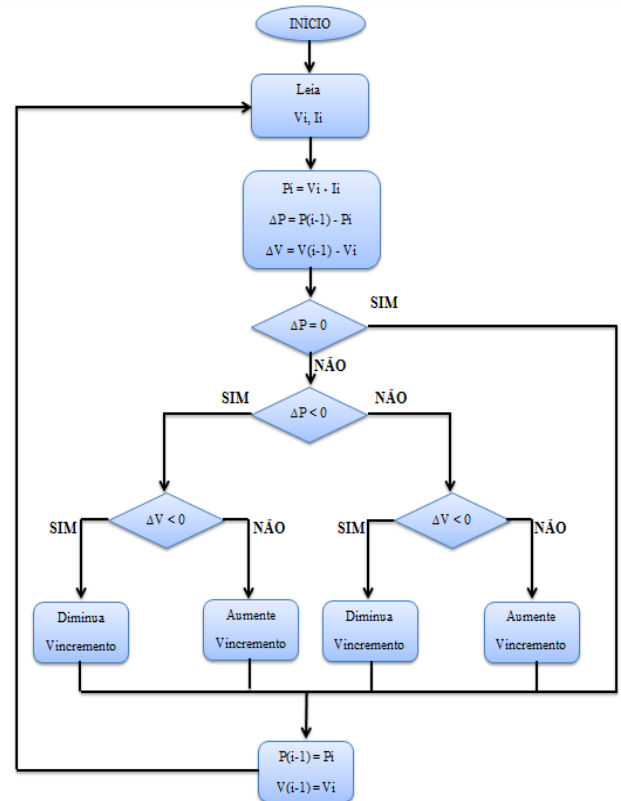 INÍCIO
Leia
Vi, Ii
Pi = Vi - Ii
ΔP = P(i-1) - Pi
ΔV = V(i-1) - Vi
SIM
ΔP = 0
NÃO
SIM
ΔP < 0
NÃO
SIM
ΔV < 0
NÃO
SIM
ΔV < 0
NÃO
Diminua
Vincremento
Aumente
Vincremento
Diminua
Vincremento
Aumente
Vincremento
P(i-1) = Pi
V(i-1) = Vi